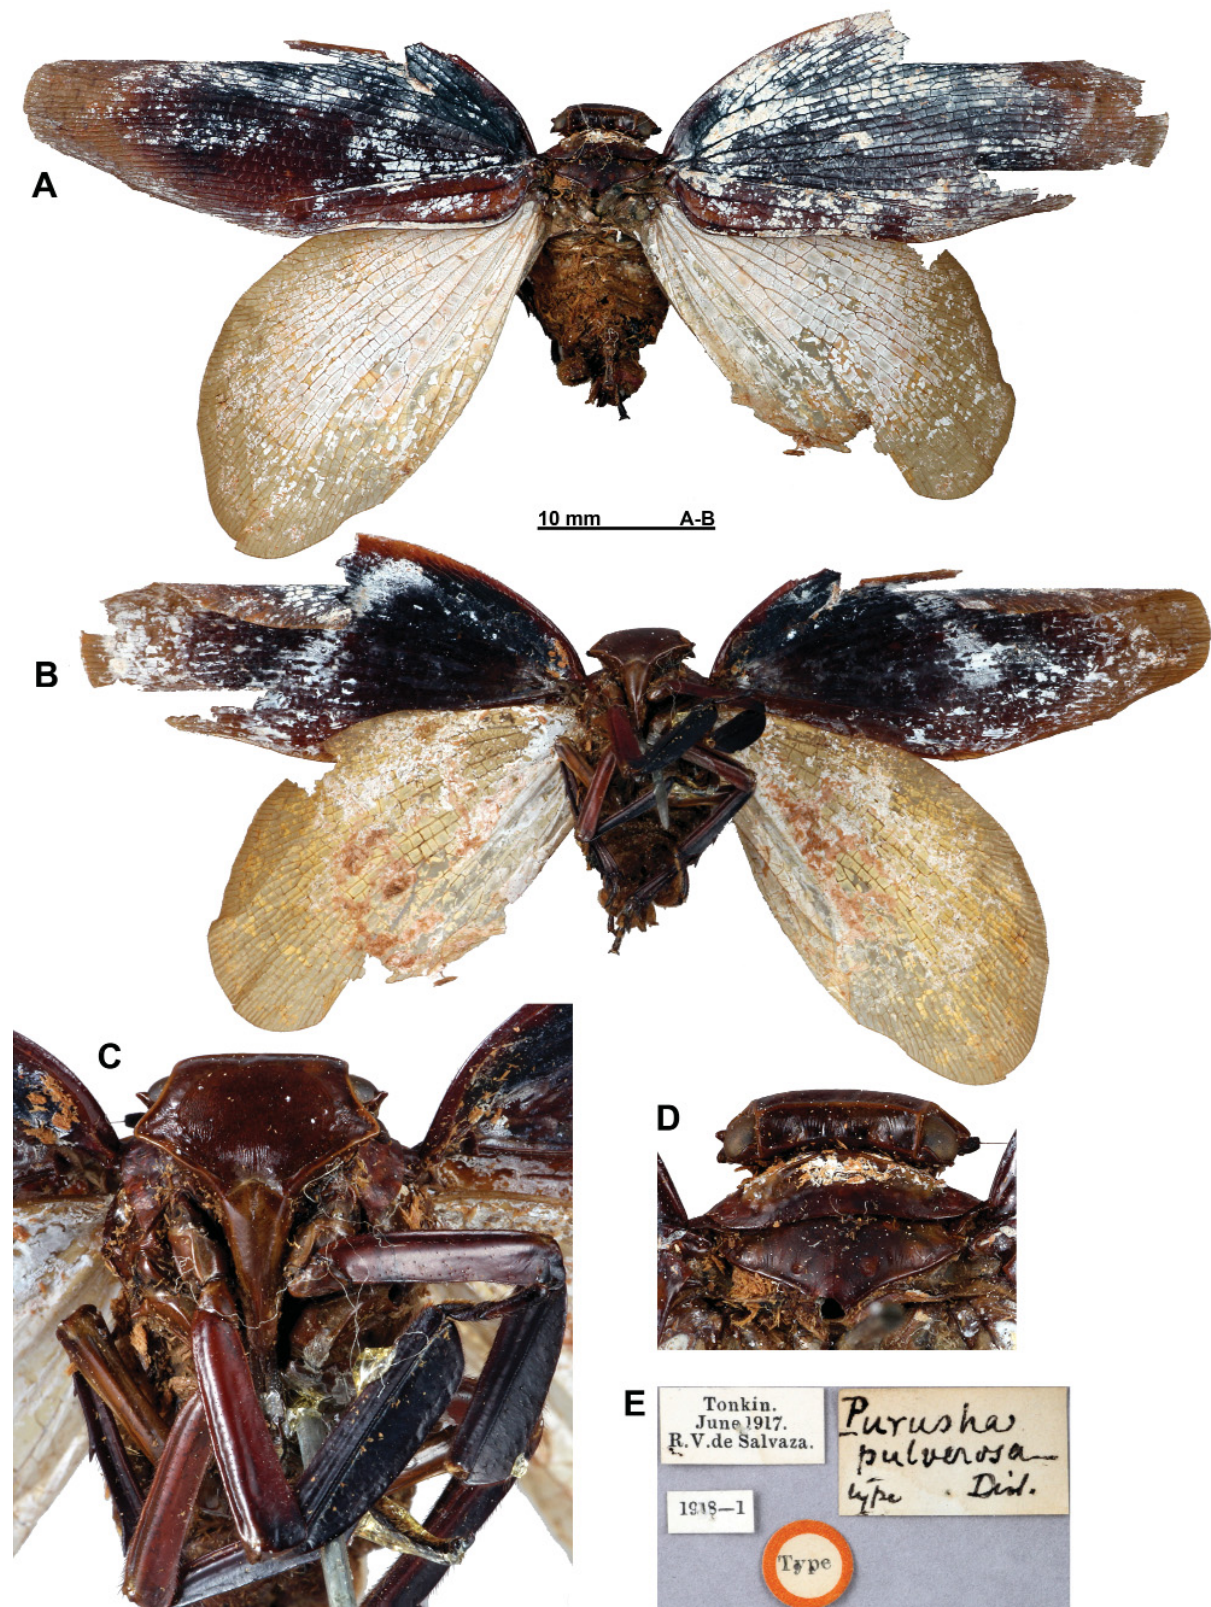 A
10 mm A-B
B
C
D
E
Tonkin.
June 1917.
R.V.de Salvaza.
Purusha
pulverosa
type Dist.
1918—1
Type